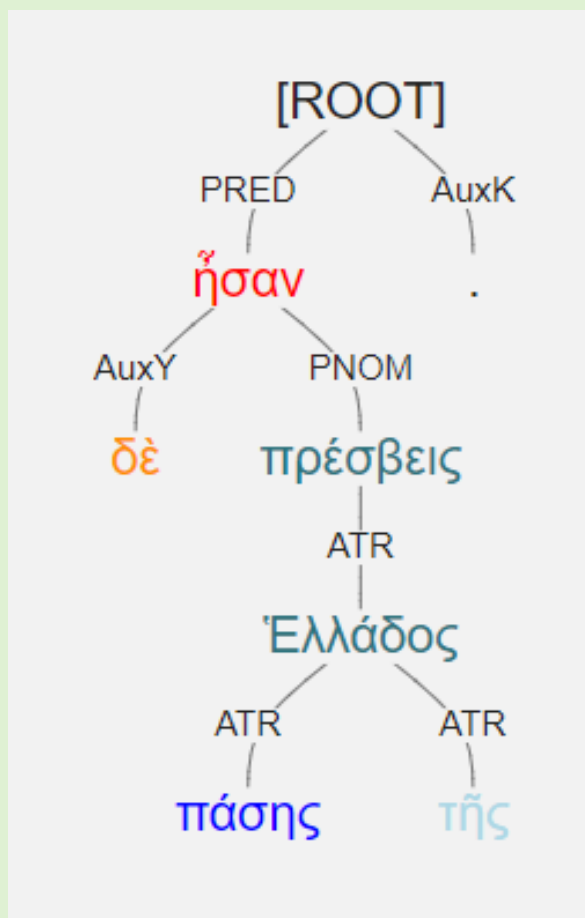 [ROOT]
PRED AuxK
ἦσαν .
AuxY PNOM
δὲ πρέσβεις
ATR
Ἑλλάδος
ATR ATR
πάσης τῆς